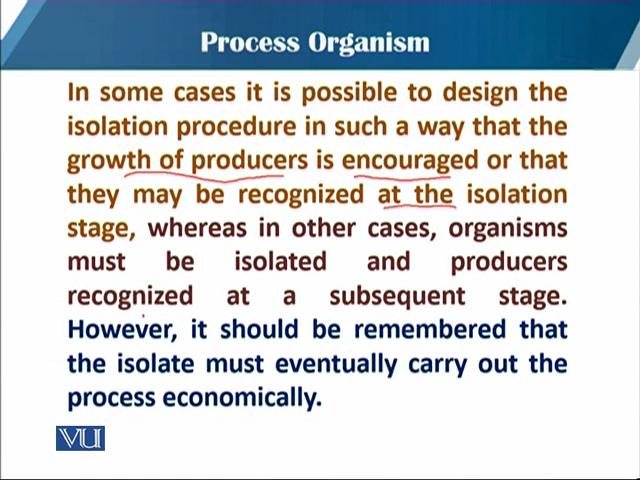 Process Organism
In some cases it is possible to design the
isolation procedure in such a way that the
growth of producers is encouraged or that
they may be recognized at the isolation
stage, whereas in other cases, organisms
must be isolated and producers
recognized at a subsequent stage.
However, it should be remembered that
the isolate must eventually carry out the
process economically.
VU